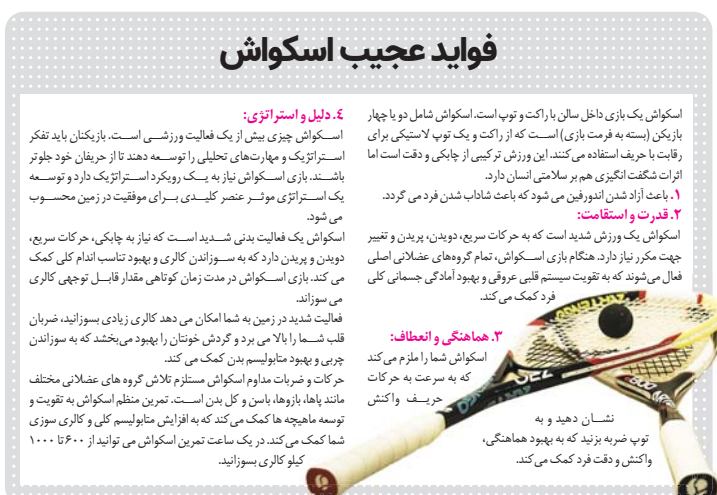 فواید عجیب اسکواش
اسکواش یک بازی داخل سالن با راکت و توپ است. اسکواش شامل دو یا چهار
بازیکن (بسته به فرمت بازی) است که از راکت و یک توپ لاستیکی برای
رقابت با حریف استفاده می‌کنند. این ورزش ترکیبی از چابکی و دقت است اما
اثرات شگفت انگیزی هم بر سلامتی انسان دارد.
۱. باعث آزاد شدن اندورفین می شود که باعث شاداب شدن فرد می گردد.
۲. قدرت و استقامت:
اسکواش یک ورزش شدید است که به حرکات سریع، دویدن، پریدن و تغییر
جهت مکرر نیاز دارد. هنگام بازی اسکواش، تمام گروه‌های عضلانی اصلی
فعال می‌شوند که به تقویت سیستم قلبی عروقی و بهبود آمادگی جسمانی کلی
فرد کمک می کند.
۳. هماهنگی و انعطاف:
اسکواش شما را ملزم می‌کند
که به سرعت به حرکات
حریف واکنش
نشان دهید و به
توپ ضربه بزنید که به بهبود هماهنگی،
واکنش و دقت فرد کمک می‌کند.
٤. دلیل و استراتژی:
اسکواش چیزی بیش از یک فعالیت ورزشی است. بازیکنان باید تفکر
استراتژیک و مهارت‌های تحلیلی را توسعه دهند تا از حریفان خود جلوتر
باشند. بازی اسکواش نیاز به یک رویکرد استراتژیک دارد و توسعه
یک استراتژی موثر عنصر کلیدی برای موفقیت در زمین محسوب
می شود.
اسکواش یک فعالیت بدنی شدید است که نیاز به چابکی، حرکات سریع،
دویدن و پریدن دارد که به سوزاندن کالری و بهبود تناسب اندام کلی کمک
می کند. بازی اسکواش در مدت زمان کوتاهی مقدار قابل توجهی کالری
می سوزاند.
فعالیت شدید در زمین به شما امکان می دهد کالری زیادی بسوزانید، ضربان
قلب شما را بالا می برد و گردش خونتان را بهبود می‌بخشد که به سوزاندن
چربی و بهبود متابولیسم بدن کمک می کند.
حرکات و ضربات مداوم اسکواش مستلزم تلاش گروه های عضلانی مختلف
مانند پاها، بازوها، باسن و کل بدن است. تمرین منظم اسکواش به تقویت و
توسعه ماهیچه ها کمک می‌کند که به افزایش متابولیسم کلی و کالری سوزی
شما کمک می‌کند. در یک ساعت تمرین اسکواش می توانید از ۶۰۰ تا ۱۰۰۰
کیلو کالری بسوزانید.